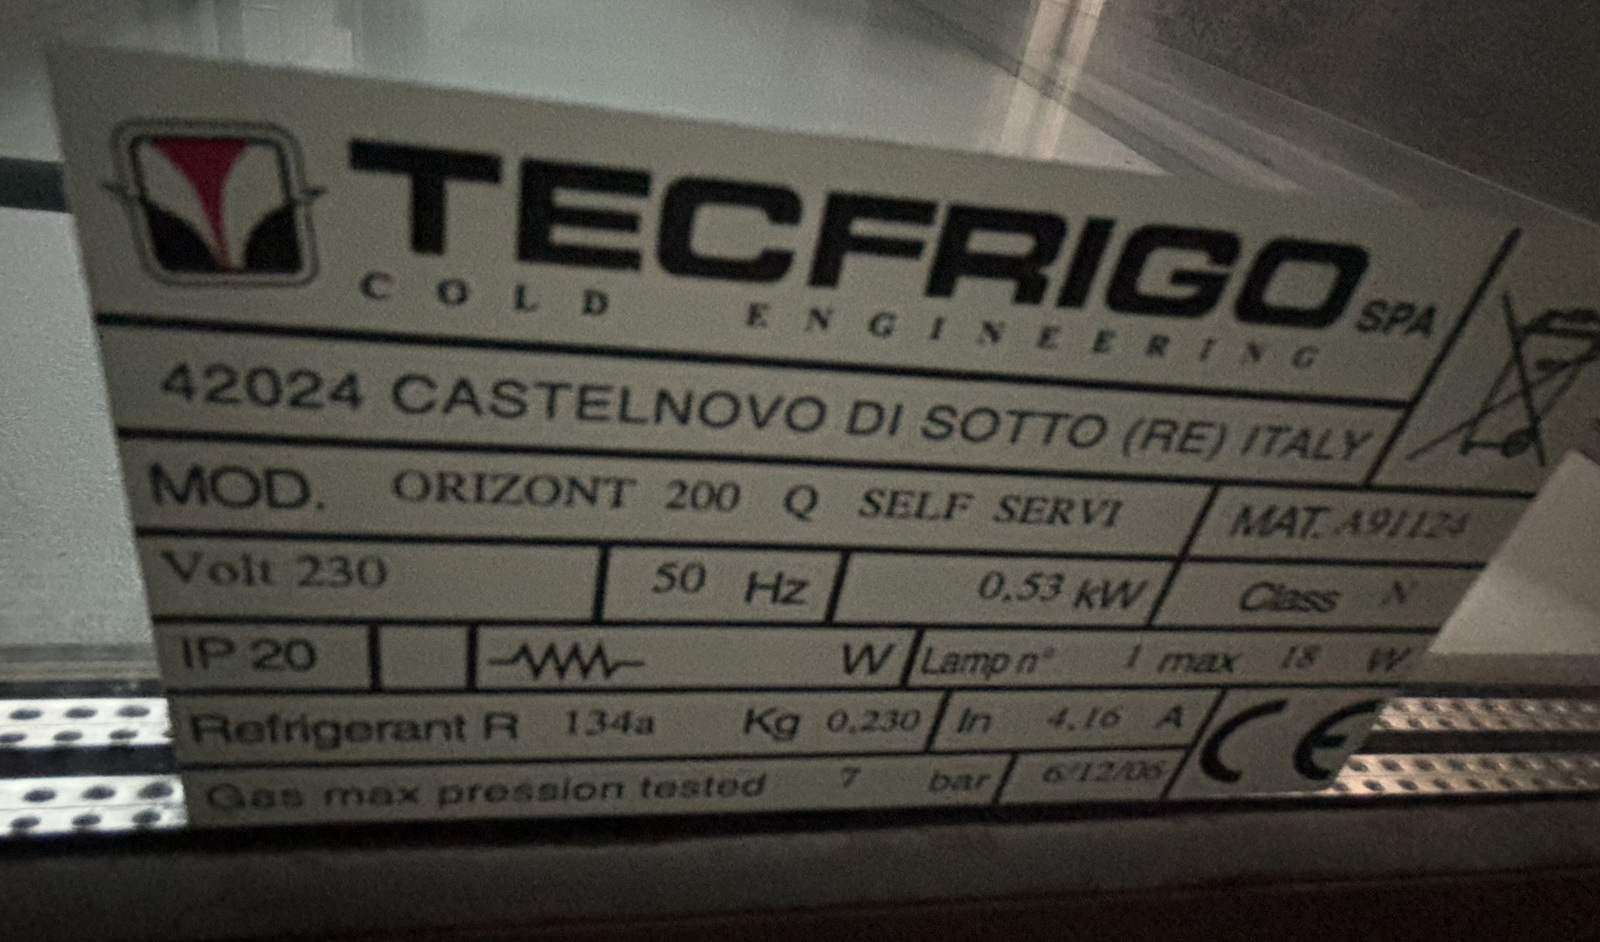 TECFRIGO SPA
COLD ENGINEERING
42024 CASTELNOVO DI SOTTO (RE) ITALY
MOD. ORIZONT 200 Q SELF SERVI MAT. A91124
Volt 230 50 Hz 0.53 kW Class N
IP 20 W Lamp n° 1 max 18 W
Refrigerant R 134a Kg 0.230 In 4.16 A CE
Gas max pression tested 7 bar 6/12/06